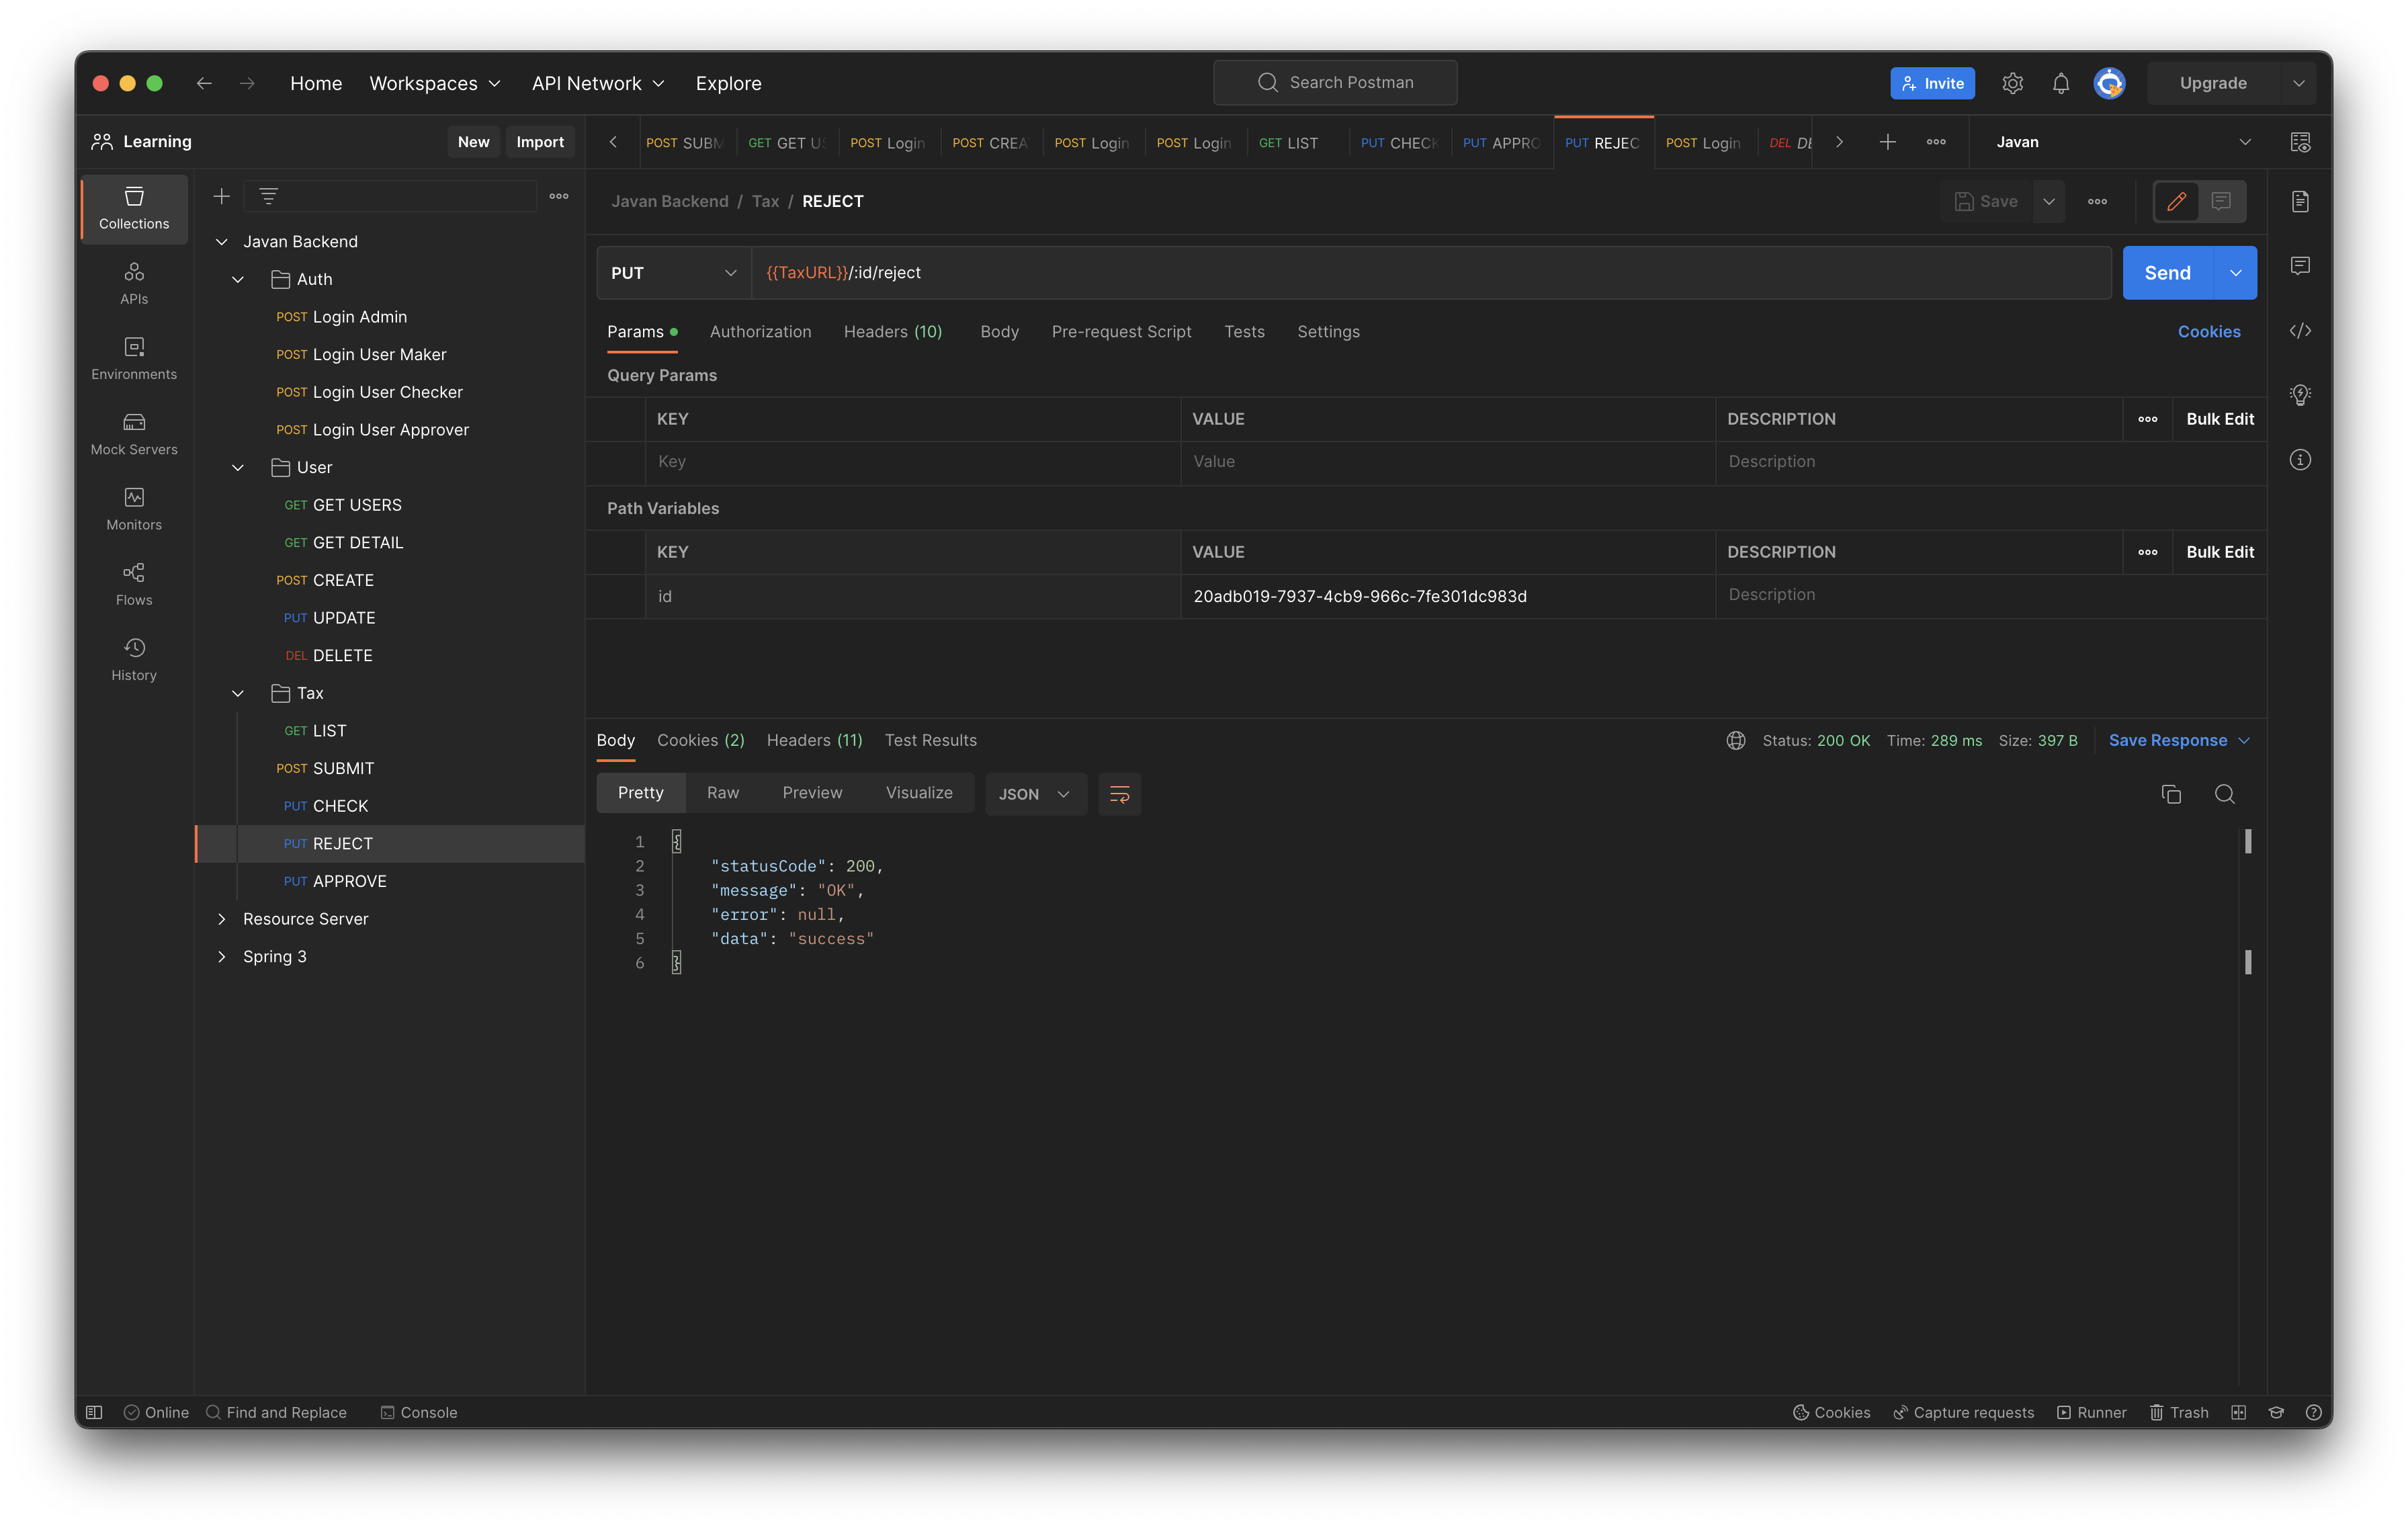 Home Workspaces API Network Explore Search Postman Invite Upgrade
Learning New Import
POST SUBM GET GET US POST Login POST CREA POST Login POST Login GET LIST PUT CHECK PUT APPRO PUT REJEC POST Login DEL DE Javan
Collections
APIs
Environments
Mock Servers
Monitors
Flows
History
Javan Backend
Auth
POST Login Admin
POST Login User Maker
POST Login User Checker
POST Login User Approver
User
GET GET USERS
GET GET DETAIL
POST CREATE
PUT UPDATE
DEL DELETE
Tax
GET LIST
POST SUBMIT
PUT CHECK
PUT REJECT
PUT APPROVE
Resource Server
Spring 3
Javan Backend / Tax / REJECT Save
PUT {{TaxURL}}/:id/reject Send
Params Authorization Headers (10) Body Pre-request Script Tests Settings Cookies
Query Params
KEY VALUE DESCRIPTION Bulk Edit
Key Value Description
Path Variables
KEY VALUE DESCRIPTION Bulk Edit
id 20adb019-7937-4cb9-966c-7fe301dc983d Description
Body Cookies (2) Headers (11) Test Results Status: 200 OK Time: 289 ms Size: 397 B Save Response
Pretty Raw Preview Visualize JSON
1 {
2 "statusCode": 200,
3 "message": "OK",
4 "error": null,
5 "data": "success"
6 }
Online Find and Replace Console Cookies Capture requests Runner Trash